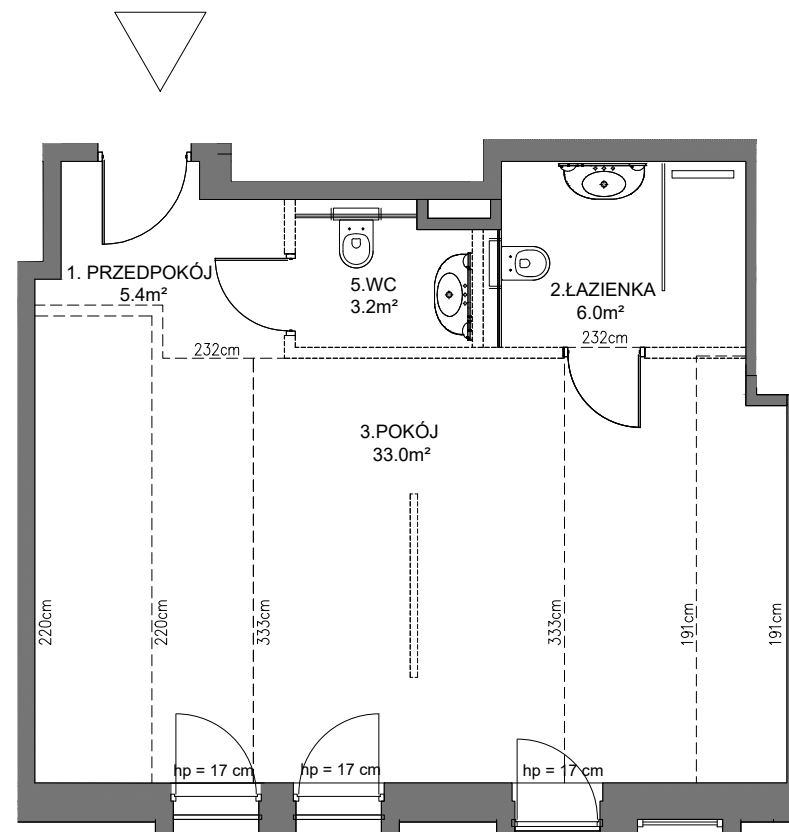 1. PRZEDPOKÓJ
5.4m²
5.WC
3.2m²
2.ŁAZIENKA
6.0m²
232cm
232cm
3.POKÓJ
33.0m²
220cm
220cm
333cm
333cm
191cm
191cm
hp = 17 cm
hp = 17 cm
hp = 17 cm